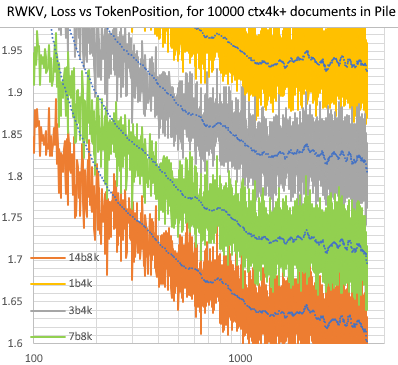 RWKV, Loss vs TokenPosition, for 10000 ctx4k+ documents in Pile
1.95
1.9
1.85
1.8
1.75
1.7
1.65
1.6
14b8k
1b4k
3b4k
7b8k
100
1000